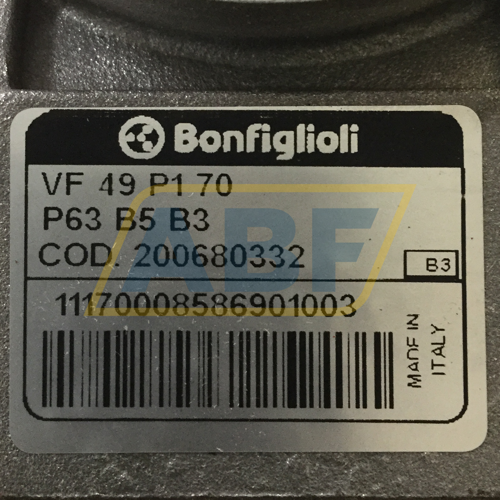 Bonfiglioli
VF 49 P1 70
P63 B5 B3
COD. 200680332
B3
11170008586901003
MADE IN
ITALY
ABF